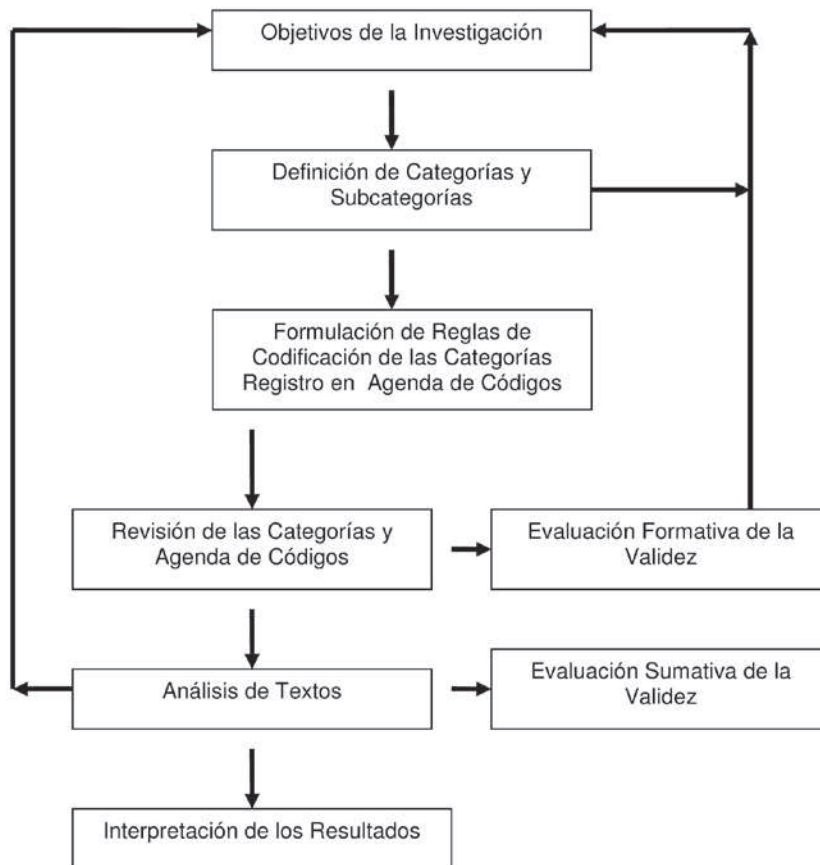 Objetivos de la Investigación
Definición de Categorías y
Subcategorías
Formulación de Reglas de
Codificación de las Categorías
Registro en Agenda de Códigos
Revisión de las Categorías y
Agenda de Códigos
Evaluación Formativa de la
Validez
Análisis de Textos
Evaluación Sumativa de la
Validez
Interpretación de los Resultados